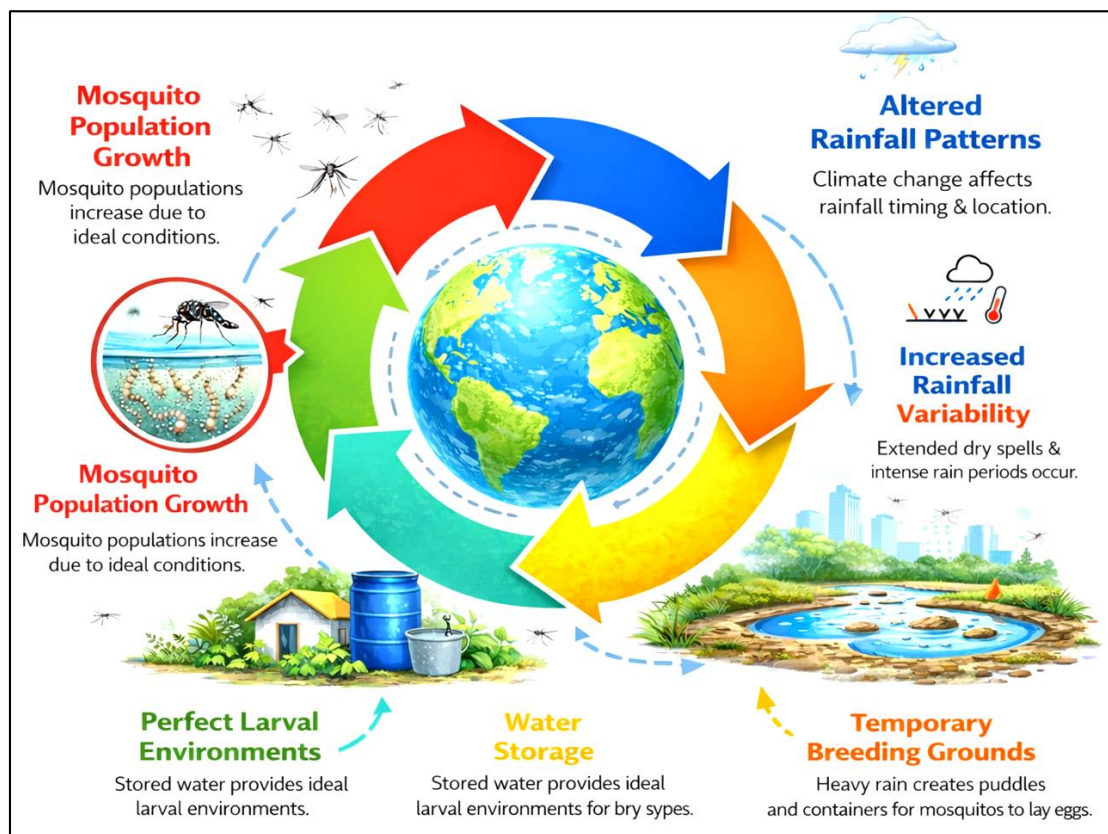 Mosquito
Population
Growth
Mosquito populations
increase due to
ideal conditions.
Altered
Rainfall Patterns
Climate change affects
rainfall timing & location.
Increased
Rainfall
Variability
Extended dry spells &
intense rain periods occur.
Mosquito
Population Growth
Mosquito populations increase
due to ideal conditions.
Perfect Larval
Environments
Stored water provides ideal
larval environments.
Water
Storage
Stored water provides ideal
larval environments for bry sypes.
Temporary
Breeding Grounds
Heavy rain creates puddles
and containers for mosquitos to lay eggs.